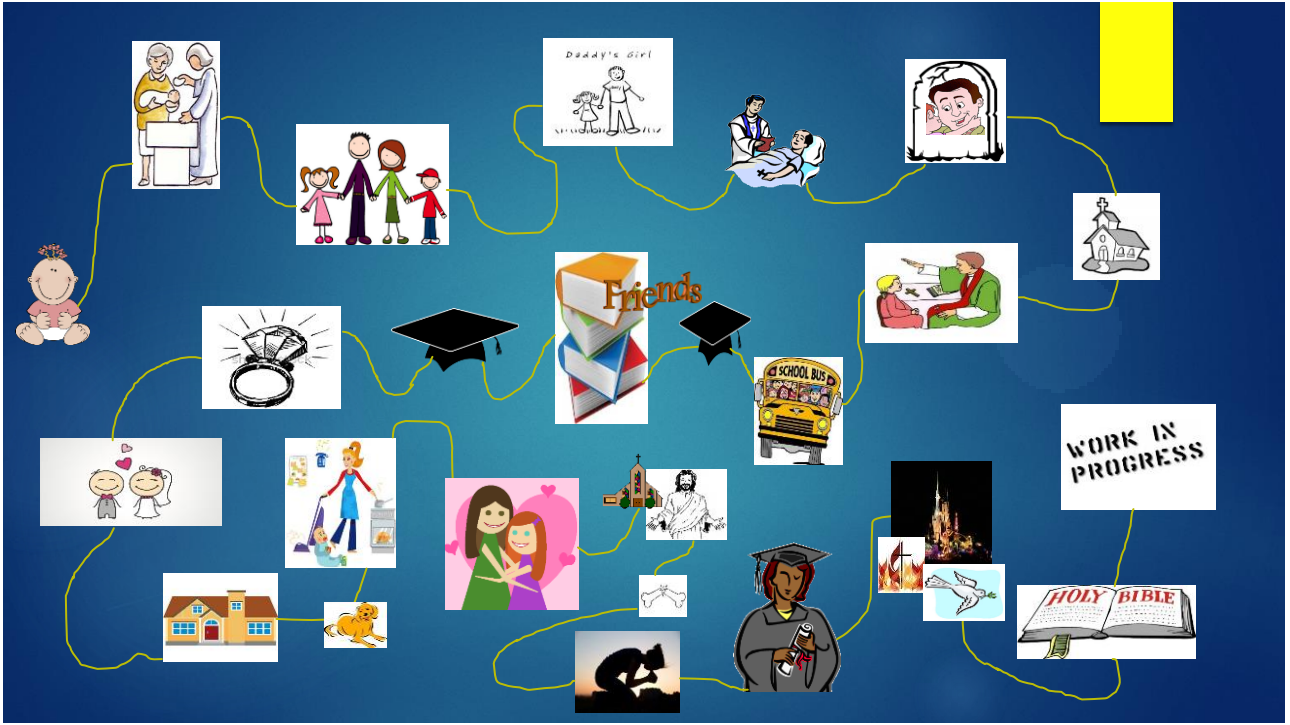 Daddy's Girl
Friends
SCHOOL BUS
WORK IN
PROGRESS
HOLY BIBLE